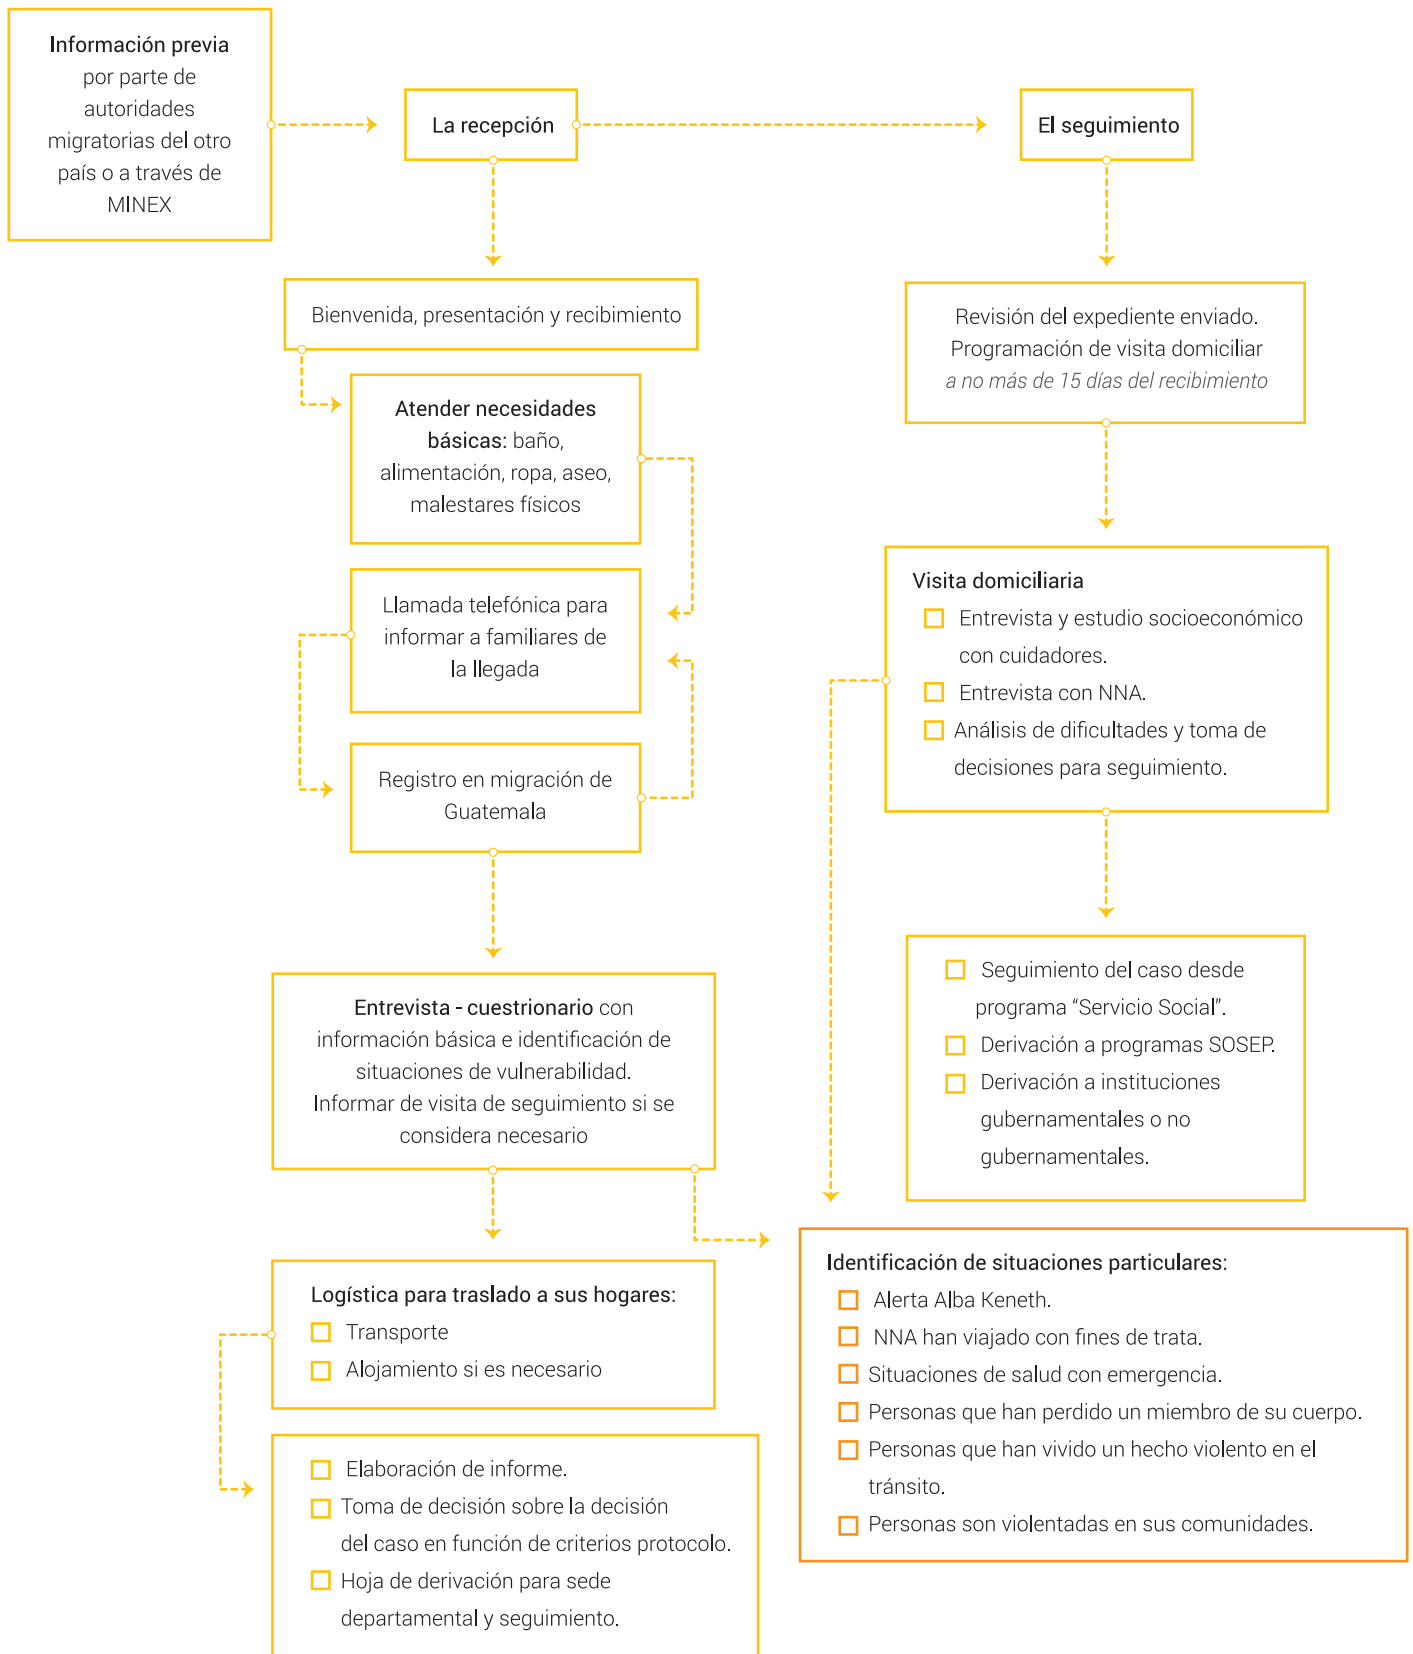 Información previa
por parte de
autoridades
migratorias del otro
país o a través de
MINEX
La recepción
El seguimiento
Bienvenida, presentación y recibimiento
Atender necesidades
básicas: baño,
alimentación, ropa, aseo,
malestares físicos
Llamada telefónica para
informar a familiares de
la llegada
Registro en migración de
Guatemala
Entrevista - cuestrionario con
información básica e identificación de
situaciones de vulnerabilidad.
Informar de visita de seguimiento si se
considera necesario
Logística para traslado a sus hogares:
Transporte
Alojamiento si es necesario
Elaboración de informe.
Toma de decisión sobre la decisión
del caso en función de criterios protocolo.
Hoja de derivación para sede
departamental y seguimiento.
Revisión del expediente enviado.
Programación de visita domiciliar
a no más de 15 días del recibimiento
Visita domiciliaria
Entrevista y estudio socioeconómico
con cuidadores.
Entrevista con NNA.
Análisis de dificultades y toma de
decisiones para seguimiento.
Seguimiento del caso desde
programa “Servicio Social”.
Derivación a programas SOSEP.
Derivación a instituciones
gubernamentales o no
gubernamentales.
Identificación de situaciones particulares:
Alerta Alba Keneth.
NNA han viajado con fines de trata.
Situaciones de salud con emergencia.
Personas que han perdido un miembro de su cuerpo.
Personas que han vivido un hecho violento en el
tránsito.
Personas son violentadas en sus comunidades.